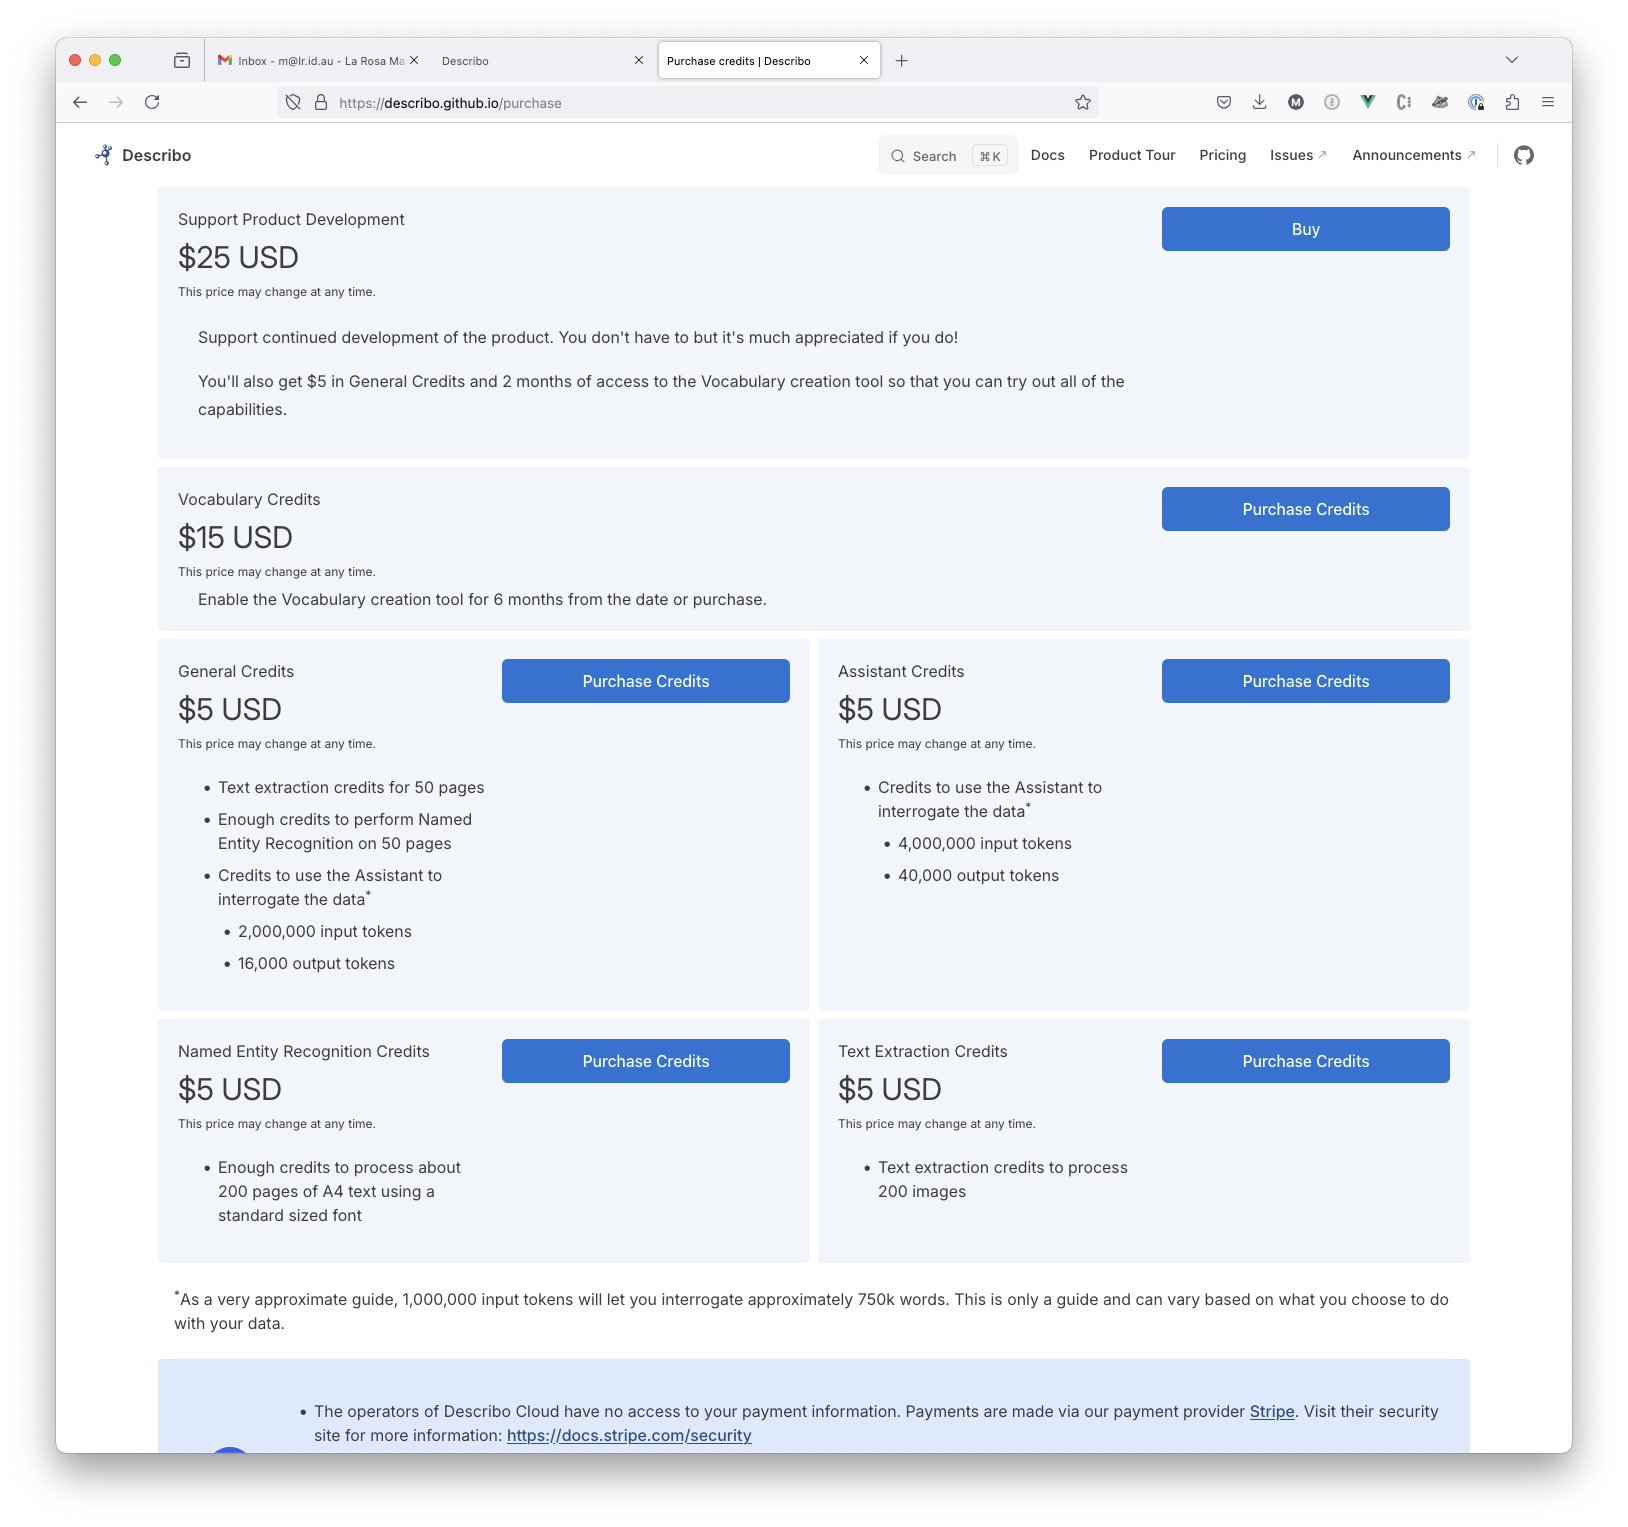 Inbox - m@lr.id.au - La Rosa Ma
Describo
Purchase credits | Describo
https://describo.github.io/purchase
Describo
Search
⌘ K
Docs
Product Tour
Pricing
Issues ↗
Announcements ↗
Support Product Development
Buy
$25 USD
This price may change at any time.
Support continued development of the product. You don't have to but it's much appreciated if you do!
You'll also get $5 in General Credits and 2 months of access to the Vocabulary creation tool so that you can try out all of the
capabilities.
Vocabulary Credits
Purchase Credits
$15 USD
This price may change at any time.
Enable the Vocabulary creation tool for 6 months from the date or purchase.
General Credits
Purchase Credits
$5 USD
This price may change at any time.
• Text extraction credits for 50 pages
• Enough credits to perform Named
Entity Recognition on 50 pages
• Credits to use the Assistant to
interrogate the data*
• 2,000,000 input tokens
• 16,000 output tokens
Assistant Credits
Purchase Credits
$5 USD
This price may change at any time.
• Credits to use the Assistant to
interrogate the data*
• 4,000,000 input tokens
• 40,000 output tokens
Named Entity Recognition Credits
Purchase Credits
$5 USD
This price may change at any time.
• Enough credits to process about
200 pages of A4 text using a
standard sized font
Text Extraction Credits
Purchase Credits
$5 USD
This price may change at any time.
• Text extraction credits to process
200 images
*As a very approximate guide, 1,000,000 input tokens will let you interrogate approximately 750k words. This is only a guide and can vary based on what you choose to do
with your data.
• The operators of Describo Cloud have no access to your payment information. Payments are made via our payment provider Stripe. Visit their security
site for more information: https://docs.stripe.com/security